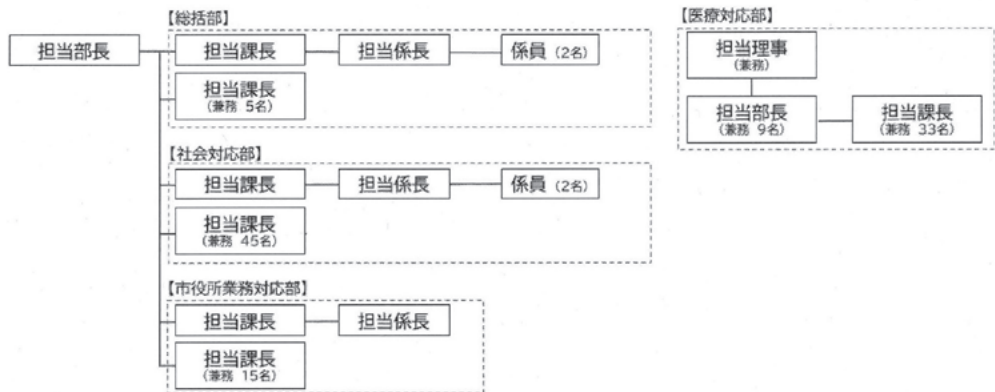 【総括部】
担当部長
担当課長
担当係長
係員(2名)
担当課長
(兼務 5名)
【社会対応部】
担当課長
担当係長
係員(2名)
担当課長
(兼務 45名)
【市役所業務対応部】
担当課長
担当係長
担当課長
(兼務 15名)
【医療対応部】
担当理事
(兼務)
担当部長
(兼務 9名)
担当課長
(兼務 33名)